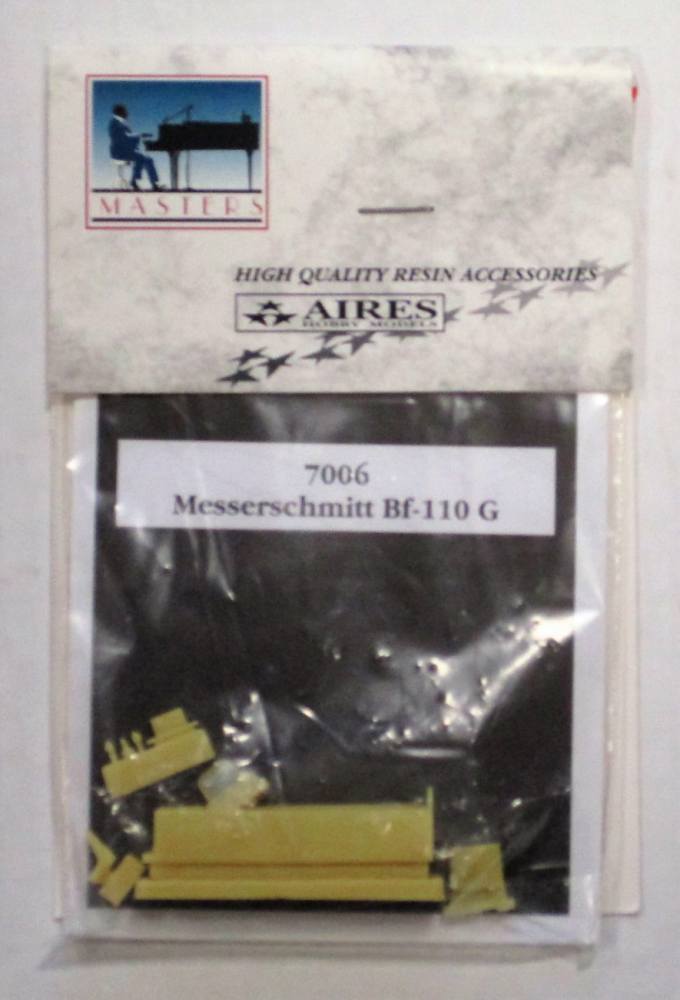 MASTERS
HIGH QUALITY RESIN ACCESSORIES
AIRES
HOBBY MODELS
7006
Messerschmitt Bf-110 G